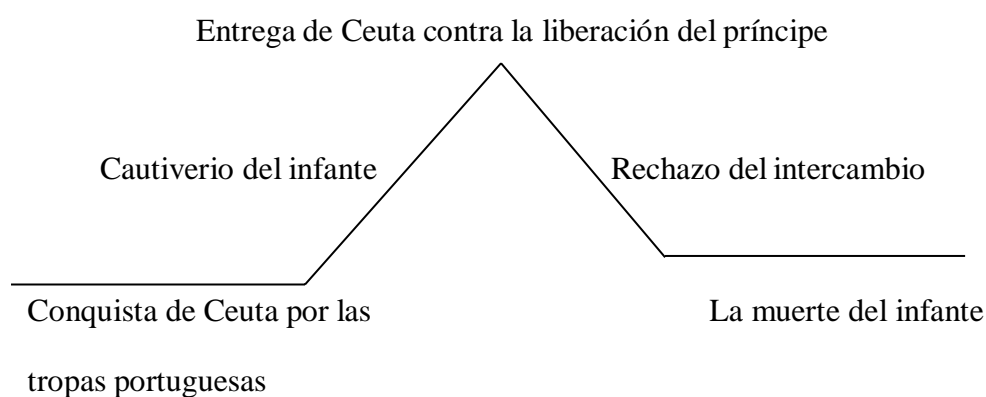 Entrega de Ceuta contra la liberación del príncipe
Cautiverio del infante
Rechazo del intercambio
Conquista de Ceuta por las
tropas portuguesas
La muerte del infante